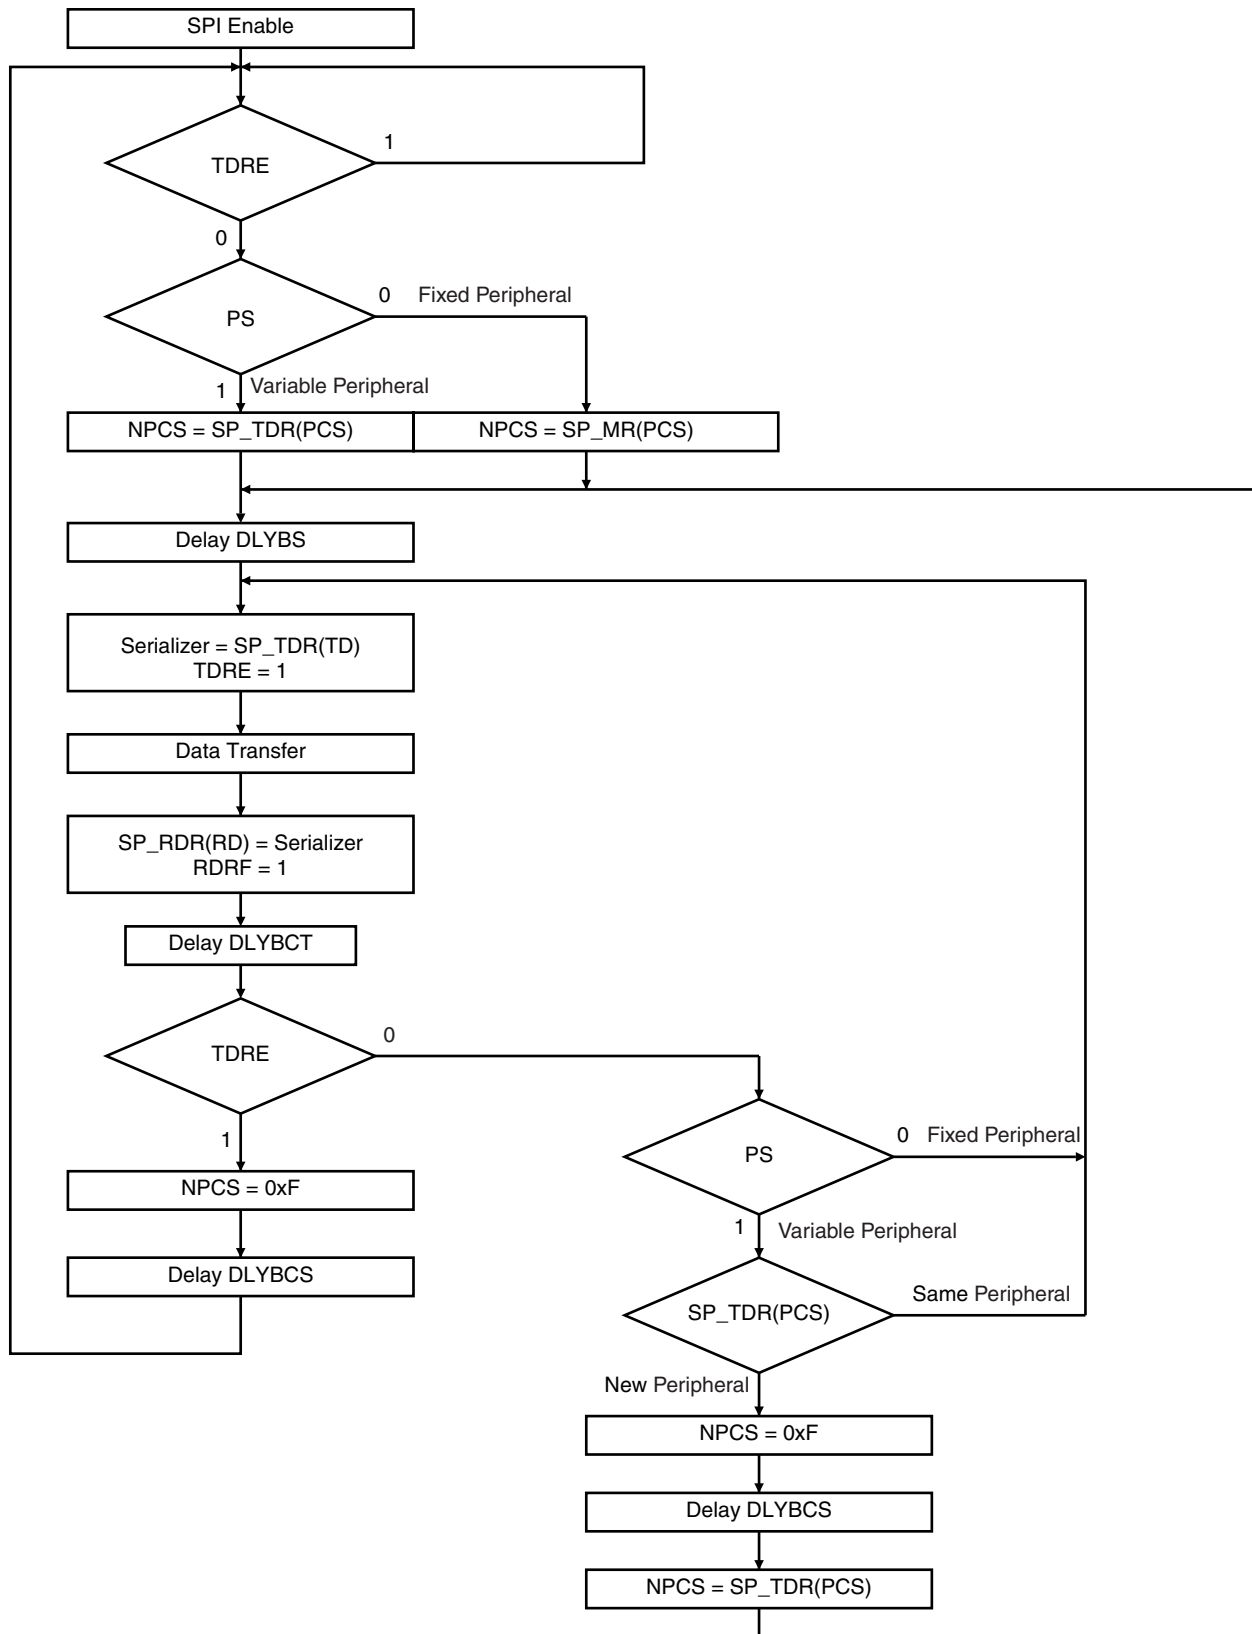 SPI Enable
TDRE
1
0
PS
0 Fixed Peripheral
1 Variable Peripheral
NPCS = SP_TDR(PCS)
NPCS = SP_MR(PCS)
Delay DLYBS
Serializer = SP_TDR(TD)
TDRE = 1
Data Transfer
SP_RDR(RD) = Serializer
RDRF = 1
Delay DLYBCT
TDRE
0
1
NPCS = 0xF
Delay DLYBCS
PS
0 Fixed Peripheral
1 Variable Peripheral
SP_TDR(PCS)
Same Peripheral
New Peripheral
NPCS = 0xF
Delay DLYBCS
NPCS = SP_TDR(PCS)